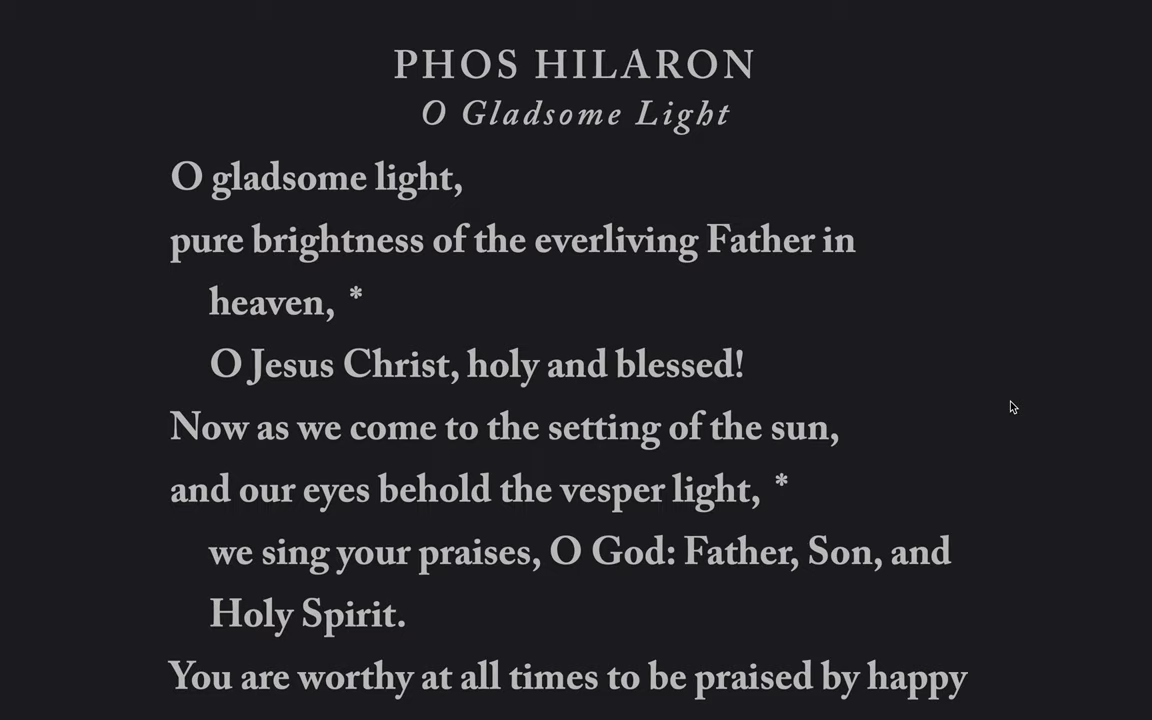 PHOS HILARON
O Gladsome Light
O gladsome light,
pure brightness of the everliving Father in
heaven, *
O Jesus Christ, holy and blessed!
Now as we come to the setting of the sun,
and our eyes behold the vesper light, *
we sing your praises, O God: Father, Son, and
Holy Spirit.
You are worthy at all times to be praised by happy